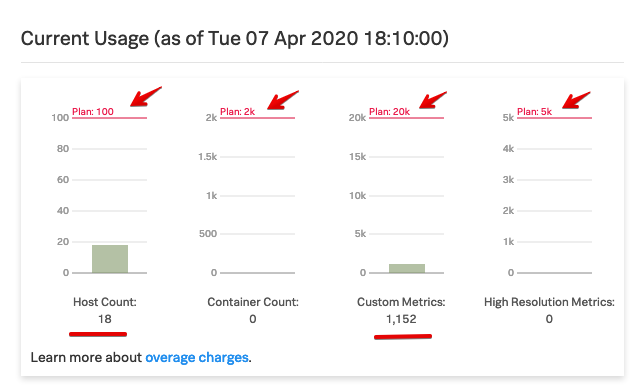 Current Usage (as of Tue 07 Apr 2020 18:10:00)
Plan: 100
100
80
60
40
20
0
Host Count:
18
Plan: 2k
2k
1.5k
1k
500
0
Container Count:
0
Plan: 20k
20k
15k
10k
5k
0
Custom Metrics:
1,152
Plan: 5k
5k
4k
3k
2k
1k
0
High Resolution Metrics:
0
Learn more about overage charges.